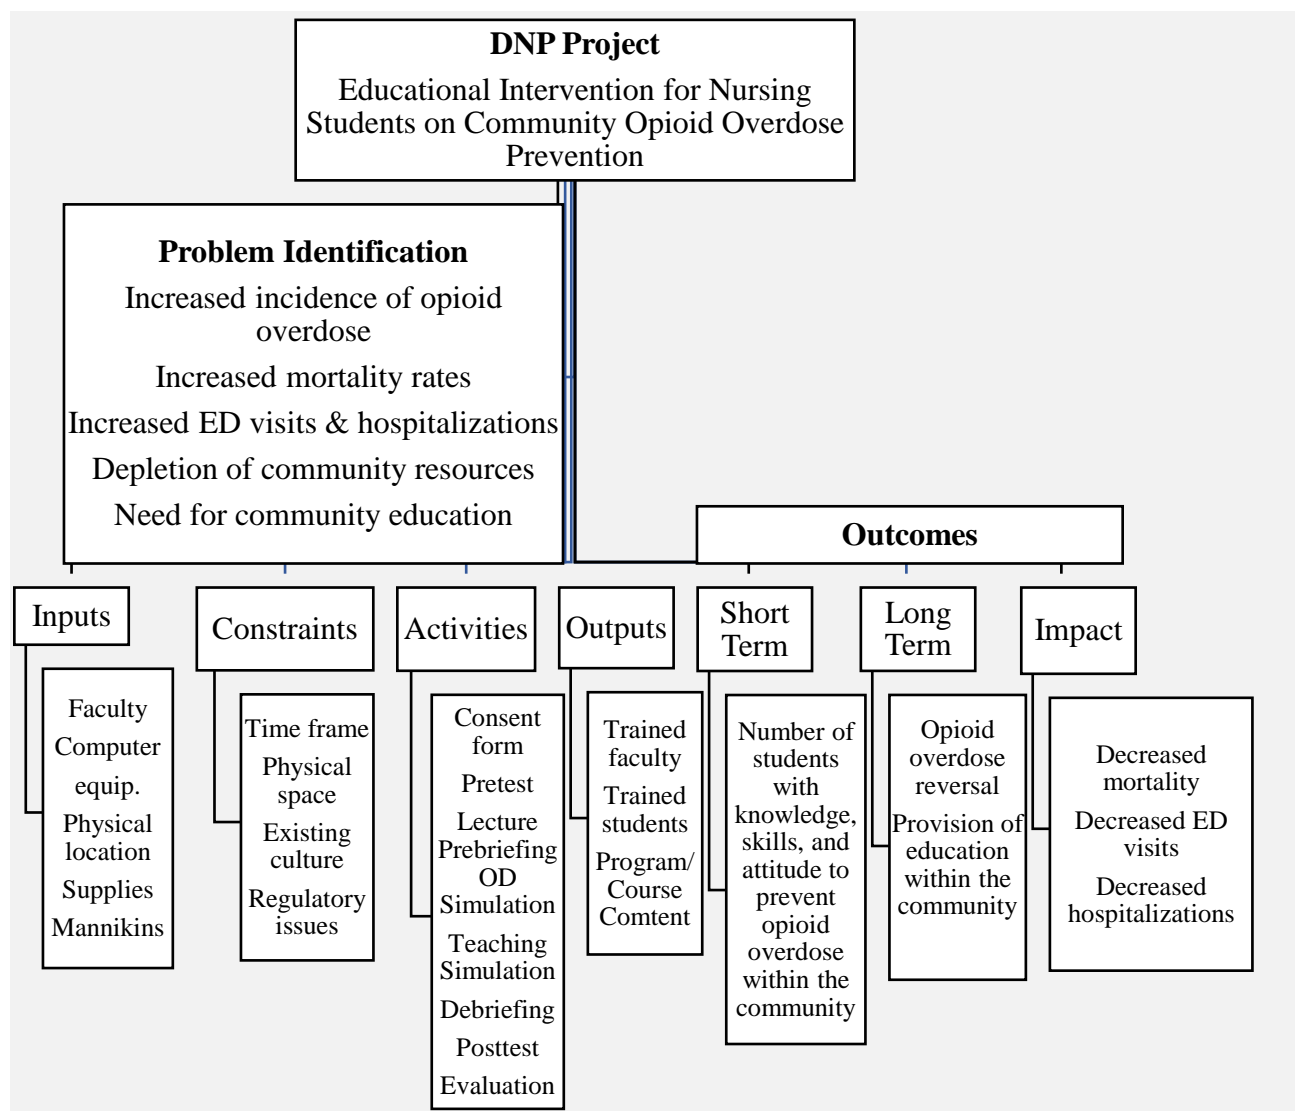 DNP Project
Educational Intervention for Nursing
Students on Community Opioid Overdose
Prevention
Problem Identification
Increased incidence of opioid
overdose
Increased mortality rates
Increased ED visits & hospitalizations
Depletion of community resources
Need for community education
Outcomes
Inputs
Faculty
Computer
equip.
Physical
location
Supplies
Mannikins
Constraints
Time frame
Physical
space
Existing
culture
Regulatory
issues
Activities
Consent
form
Pretest
Lecture
Prebriefing
OD
Simulation
Teaching
Simulation
Debriefing
Posttest
Evaluation
Outputs
Trained
faculty
Trained
students
Program/
Course
Comtent
Short
Term
Number of
students
with
knowledge,
skills, and
attitude to
prevent
opioid
overdose
within the
community
Long
Term
Opioid
overdose
reversal
Provision of
education
within the
community
Impact
Decreased
mortality
Decreased ED
visits
Decreased
hospitalizations